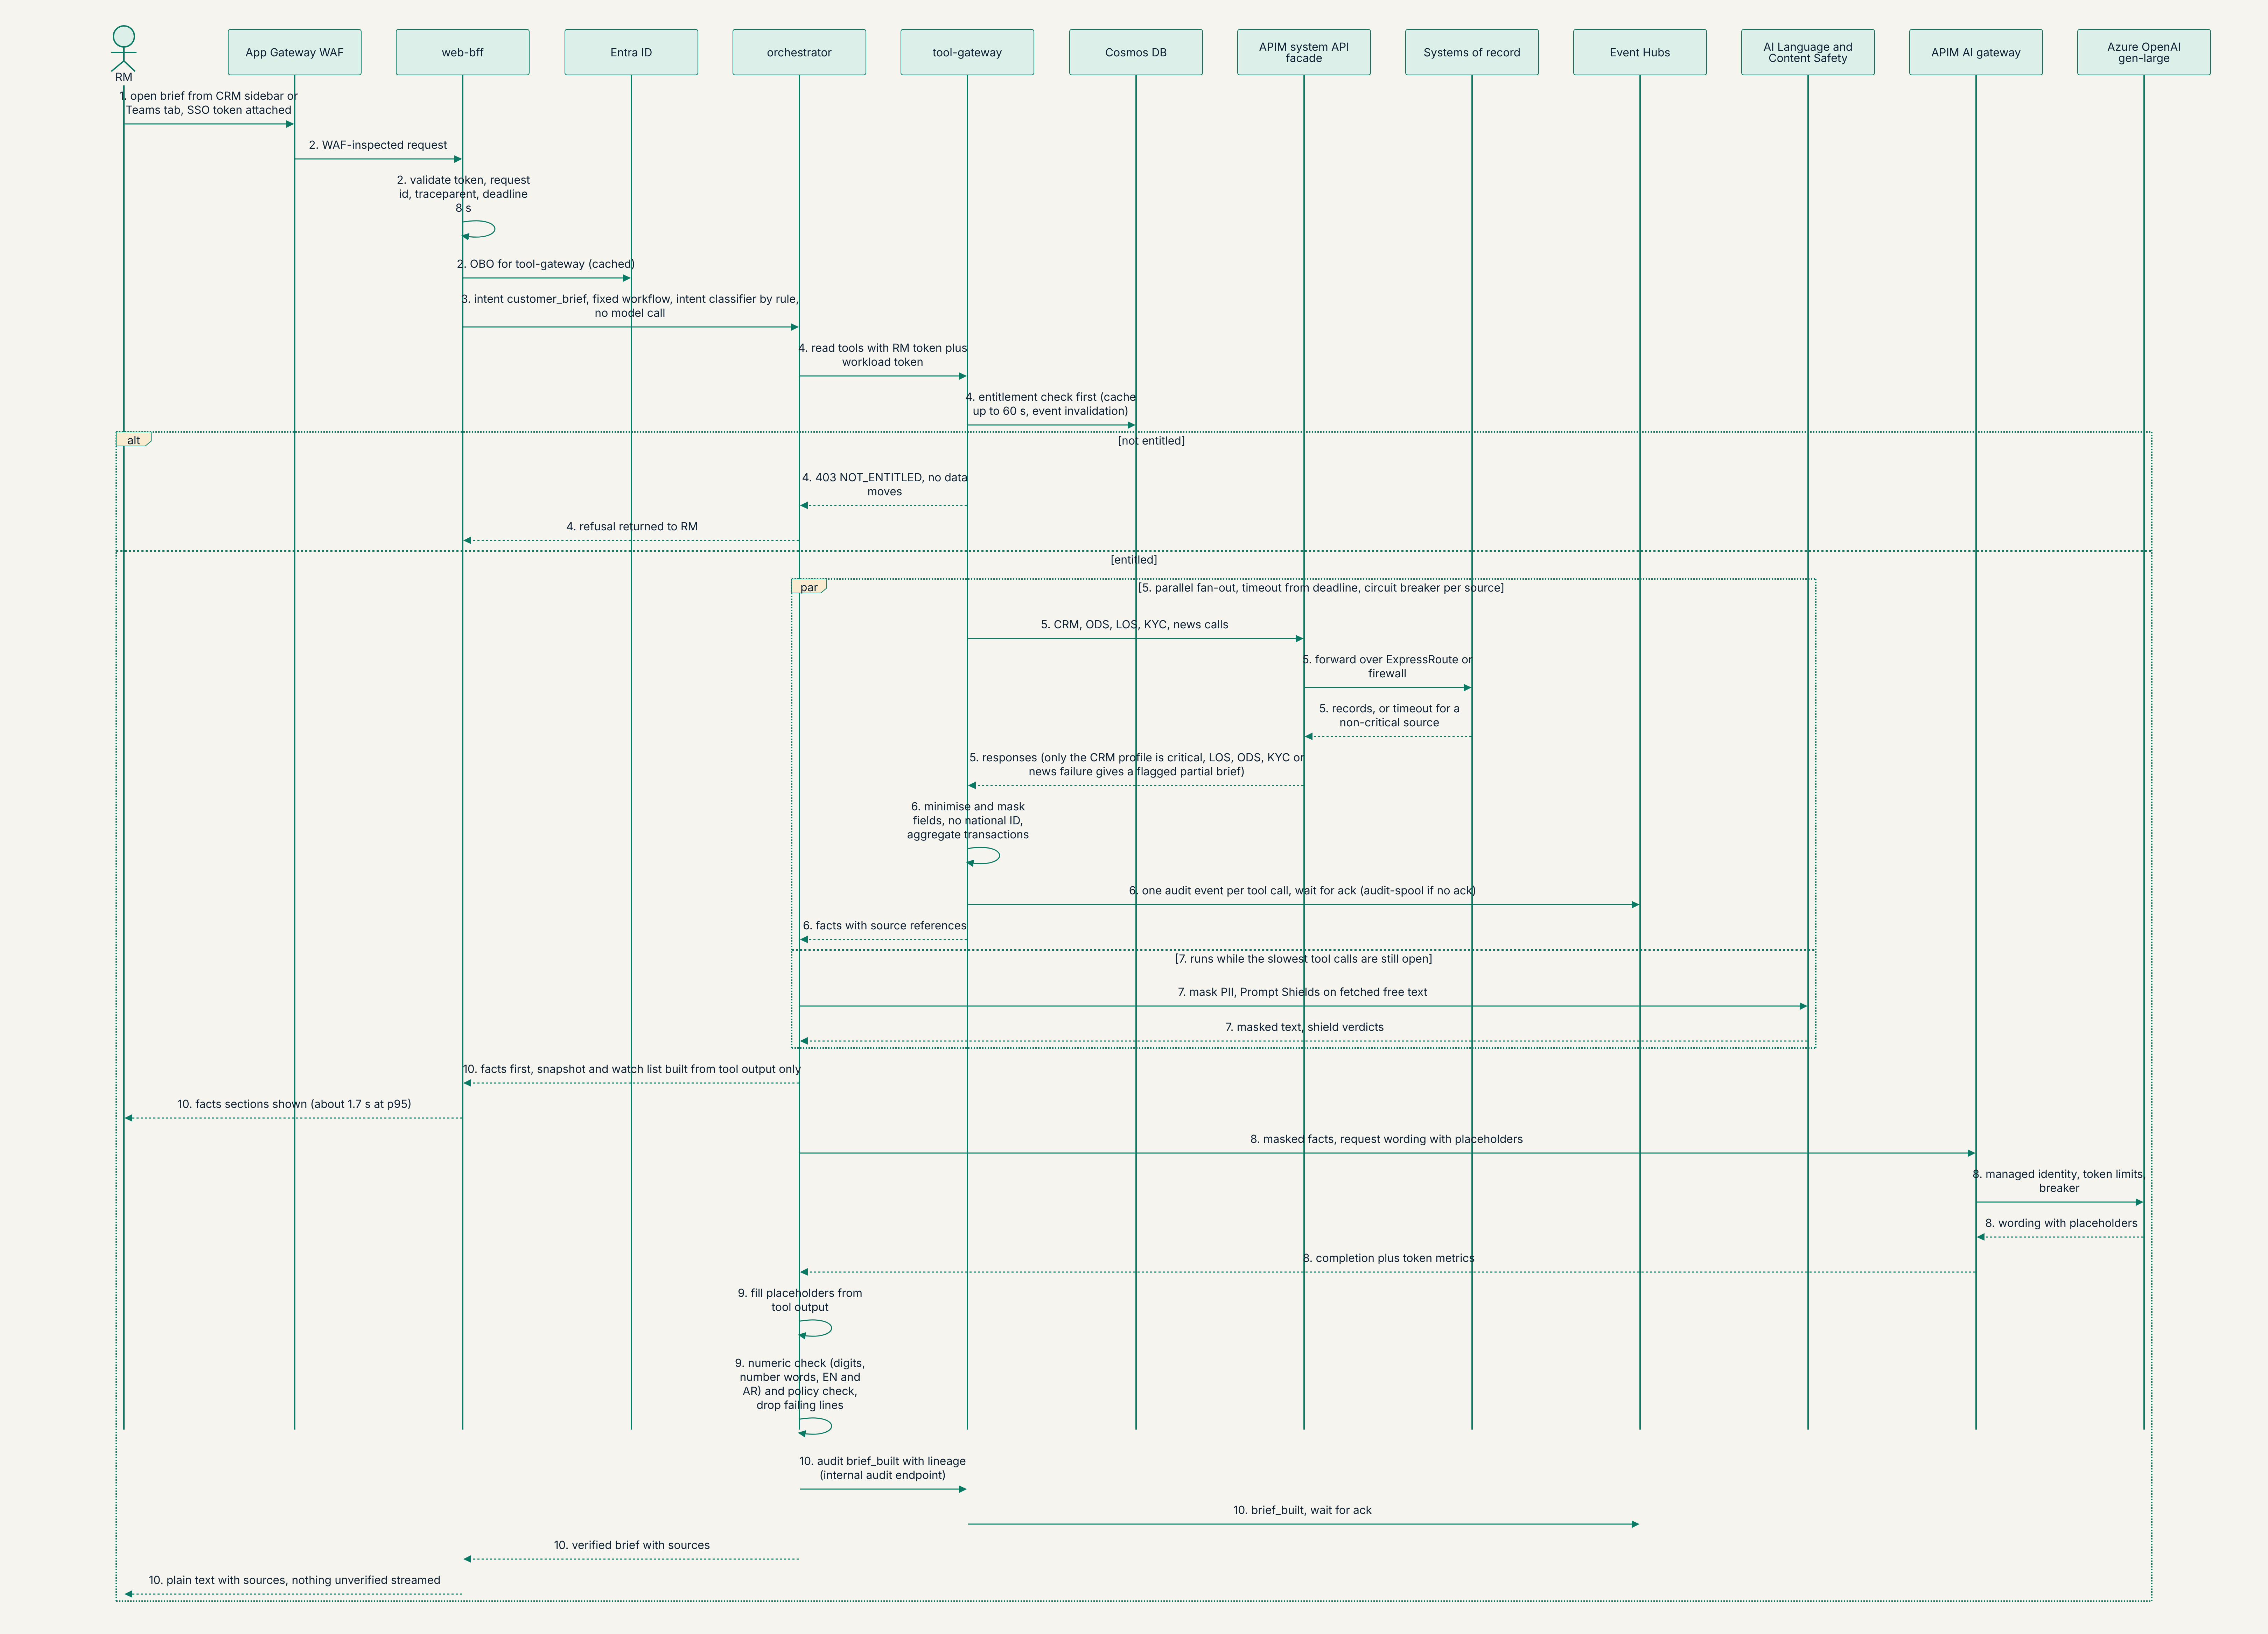 RM
App Gateway WAF
web-bff
Entra ID
orchestrator
tool-gateway
Cosmos DB
APIM system API
facade
Systems of record
Event Hubs
AI Language and
Content Safety
APIM AI gateway
Azure OpenAI
gen-large
1. open brief from CRM sidebar or
Teams tab, SSO token attached
2. WAF-inspected request
2. validate token, request
id, traceparent, deadline
8 s
2. OBO for tool-gateway (cached)
3. intent customer_brief, fixed workflow, intent classifier by rule,
no model call
4. read tools with RM token plus
workload token
4. entitlement check first (cache
up to 60 s, event invalidation)
alt
[not entitled]
4. 403 NOT_ENTITLED, no data
moves
4. refusal returned to RM
[entitled]
par
[5. parallel fan-out, timeout from deadline, circuit breaker per source]
5. CRM, ODS, LOS, KYC, news calls
5. forward over ExpressRoute or
firewall
5. records, or timeout for a
non-critical source
5. responses (only the CRM profile is critical, LOS, ODS, KYC or
news failure gives a flagged partial brief)
6. minimise and mask
fields, no national ID,
aggregate transactions
6. one audit event per tool call, wait for ack (audit-spool if no ack)
6. facts with source references
[7. runs while the slowest tool calls are still open]
7. mask PII, Prompt Shields on fetched free text
7. masked text, shield verdicts
10. facts first, snapshot and watch list built from tool output only
10. facts sections shown (about 1.7 s at p95)
8. masked facts, request wording with placeholders
8. managed identity, token limits,
breaker
8. wording with placeholders
8. completion plus token metrics
9. fill placeholders from
tool output
9. numeric check (digits,
number words, EN and
AR) and policy check,
drop failing lines
10. audit brief_built with lineage
(internal audit endpoint)
10. brief_built, wait for ack
10. verified brief with sources
10. plain text with sources, nothing unverified streamed